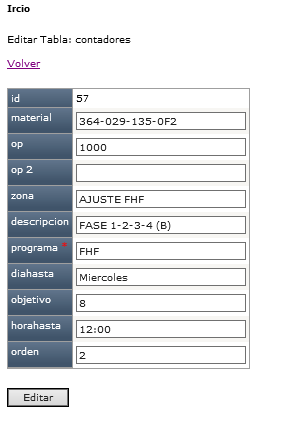 Ircio
Editar Tabla: contadores
Volver
id 57
material 364-029-135-0F2
op 1000
op 2
zona AJUSTE FHF
descripcion FASE 1-2-3-4 (B)
programa * FHF
diahasta Miercoles
objetivo 8
horahasta 12:00
orden 2
Editar